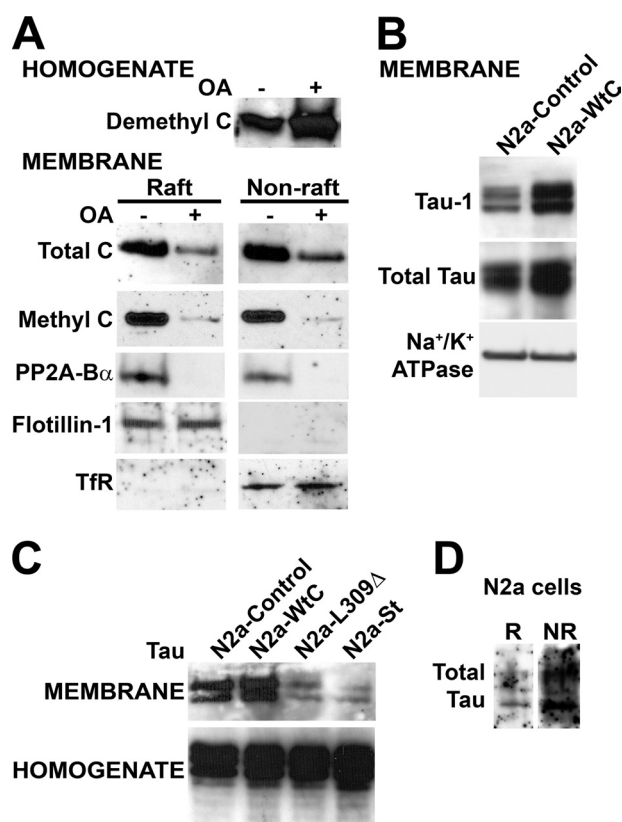 A
HOMOGENATE
OA - +
Demethyl C
MEMBRANE
Raft Non-raft
OA - + - +
Total C
Methyl C
PP2A-Bα
Flotillin-1
TfR
B
MEMBRANE
N2a-Control
N2a-WtC
Tau-1
Total Tau
Na⁺/K⁺
ATPase
C
Tau
N2a-Control
N2a-WtC
N2a-L309Δ
N2a-St
MEMBRANE
HOMOGENATE
D
N2a cells
R NR
Total
Tau